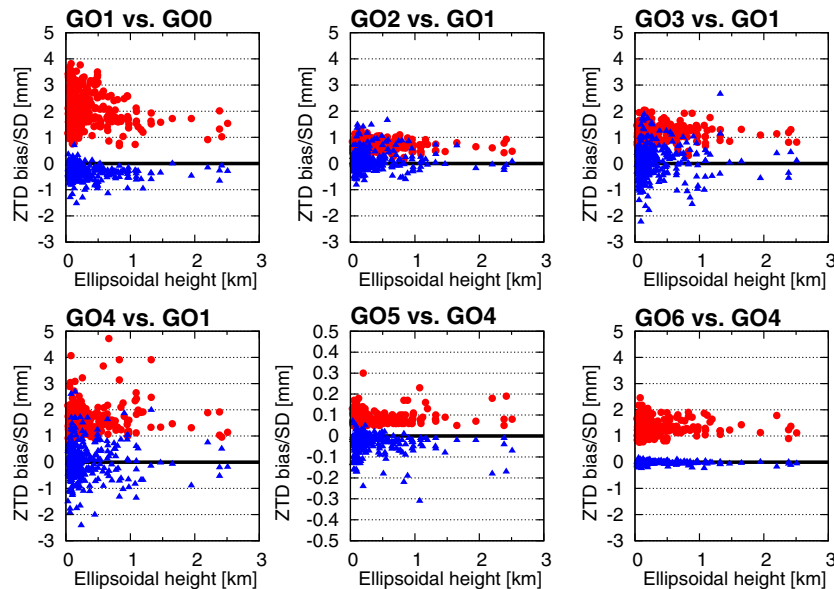 GO1 vs. GO0
GO2 vs. GO1
GO3 vs. GO1
ZTD bias/SD [mm]
5
4
3
2
1
0
-1
-2
-3
0 1 2 3
Ellipsoidal height [km]
ZTD bias/SD [mm]
5
4
3
2
1
0
-1
-2
-3
0 1 2 3
Ellipsoidal height [km]
ZTD bias/SD [mm]
5
4
3
2
1
0
-1
-2
-3
0 1 2 3
Ellipsoidal height [km]
GO4 vs. GO1
GO5 vs. GO4
GO6 vs. GO4
ZTD bias/SD [mm]
5
4
3
2
1
0
-1
-2
-3
0 1 2 3
Ellipsoidal height [km]
ZTD bias/SD [mm]
0.5
0.4
0.3
0.2
0.1
0
-0.1
-0.2
-0.3
-0.4
-0.5
0 1 2 3
Ellipsoidal height [km]
ZTD bias/SD [mm]
5
4
3
2
1
0
-1
-2
-3
0 1 2 3
Ellipsoidal height [km]